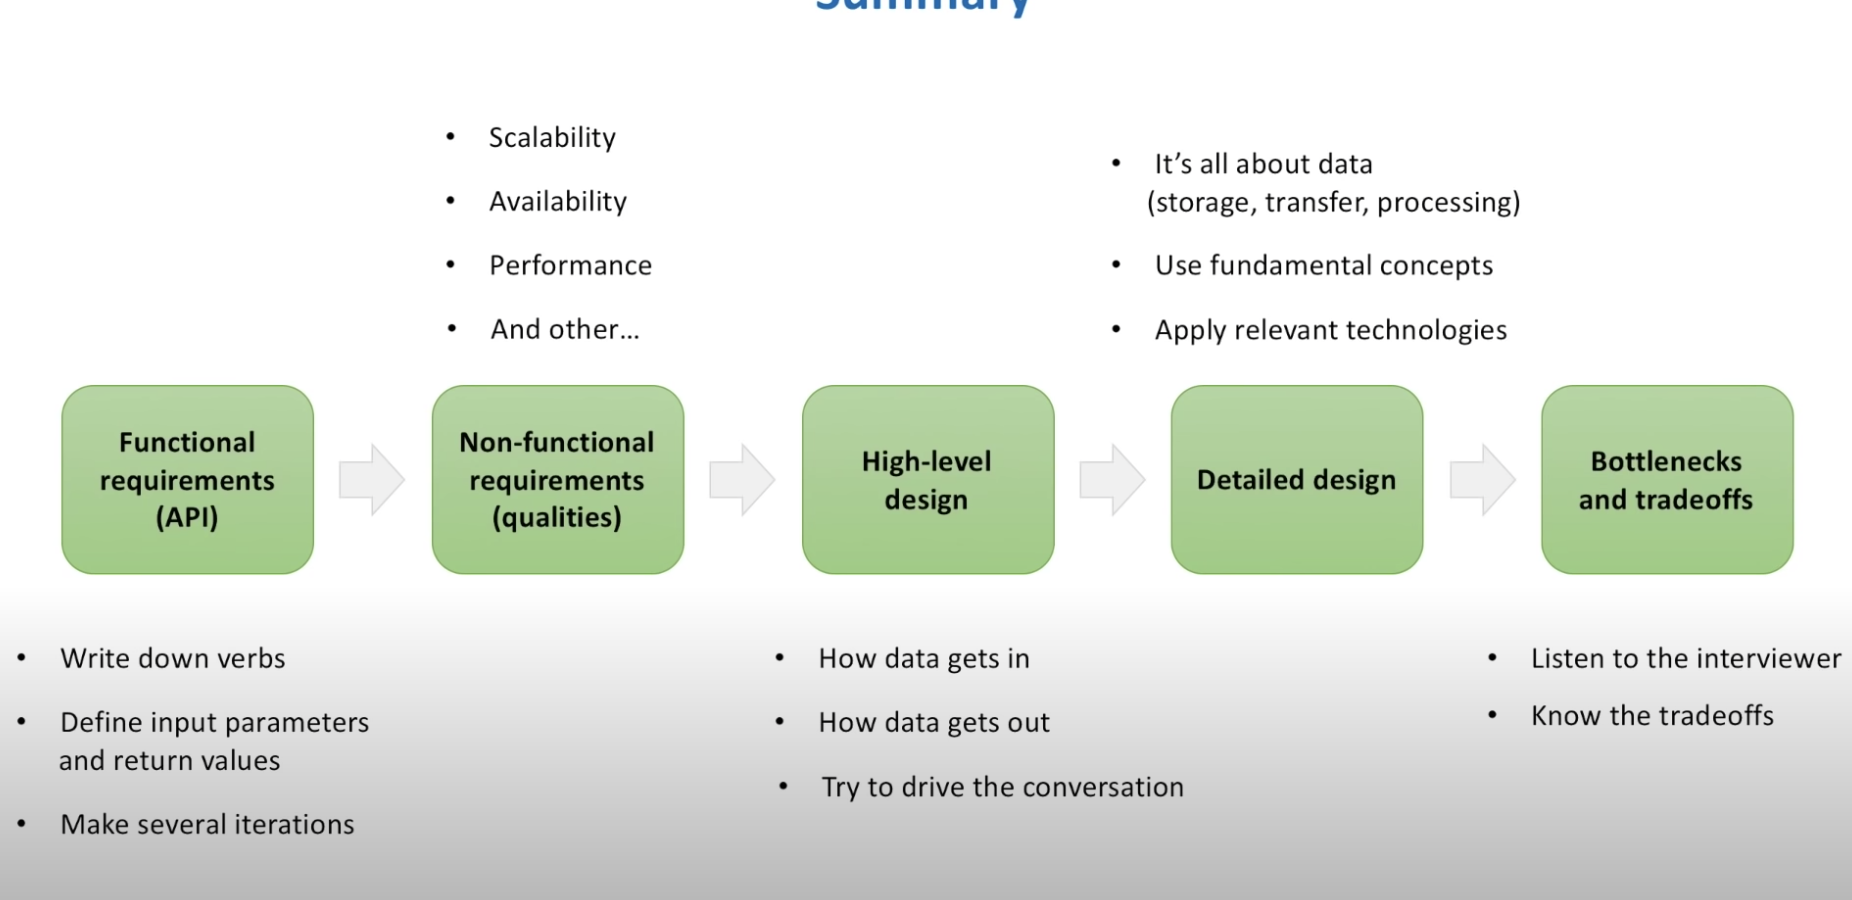 Summary
• Scalability
• Availability
• Performance
• And other...
• It’s all about data
(storage, transfer, processing)
• Use fundamental concepts
• Apply relevant technologies
Functional
requirements
(API)
Non-functional
requirements
(qualities)
High-level
design
Detailed design
Bottlenecks
and tradeoffs
• Write down verbs
• Define input parameters
and return values
• Make several iterations
• How data gets in
• How data gets out
• Try to drive the conversation
• Listen to the interviewer
• Know the tradeoffs